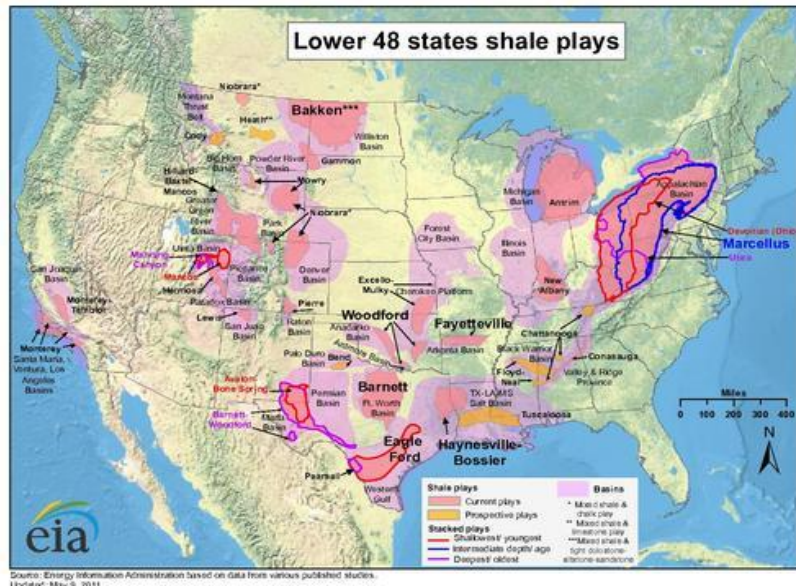 Lower 48 states shale plays
Niobrara*
Montana
Thrust
Belt
Bakken***
Heath**
Cody
Williston
Basin
Big Horn
Basin
Powder River
Basin
Gammon
Hilliard-
Baxter-
Mancos
Mowry
Greater
Green
River
Basin
Niobrara*
Park
Basin
Uinta Basin
Manning
Canyon
Mancos
Piceance
Basin
Denver
Basin
Hermosa
Paradox Basin
Pierre
Lewis
San Juan
Basin
Raton
Basin
San Joaquin
Basin
Monterey-
Temblor
Monterey
Santa Maria,
Ventura, Los
Angeles
Basins
Forest
City Basin
Excello-
Mulky
Cherokee Platform
Woodford
Anadarko
Basin
Ardmore Basin
Arkoma Basin
Fayetteville
Palo Duro
Basin
Bend
Avalon-
Bone Spring
Permian
Basin
Barnett-
Woodford
Marfa
Basin
Barnett
Ft. Worth
Basin
Eagle
Ford
Pearsall
Western
Gulf
Haynesville-
Bossier
TX-LA-MS
Salt Basin
Tuscaloosa
Michigan
Basin
Antrim
Illinois
Basin
New
Albany
Chattanooga
Black Warrior
Basin
Floyd-
Neal
Conasauga
Valley & Ridge
Province
Appalachian
Basin
Devonian (Ohio)
Marcellus
Utica
Miles
0 100 200 300 400
N
Shale plays
Current plays
Prospective plays
Stacked plays
Shallowest/ youngest
Intermediate depth/ age
Deepest/ oldest
Basins
* Mixed shale &
chalk play
** Mixed shale &
limestone play
***Mixed shale &
tight dolostone-
siltstone-sandstone
eia
Source: Energy Information Administration based on data from various published studies.
Updated: May 9, 2011